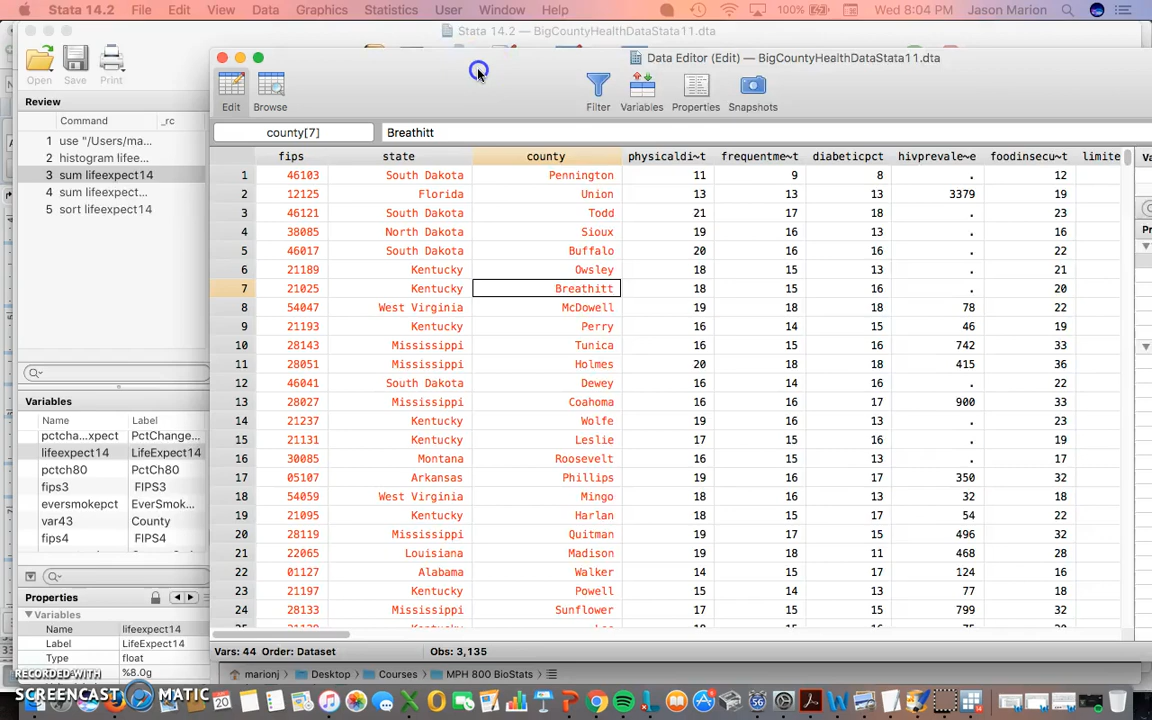 Stata 14.2 File Edit View Data Graphics Statistics User Window Help 100% Wed 8:04 PM Jason Marion
Stata 14.2 — BigCountyHealthDataStata11.dta
Open Save Print
Data Editor (Edit) — BigCountyHealthDataStata11.dta
Edit Browse Filter Variables Properties Snapshots
county[7] Breathitt
Review
Command _rc
1 use "/Users/ma...
2 histogram lifee...
3 sum lifeexpect14
4 sum lifeexpect...
5 sort lifeexpect14
Variables
Name Label
pctcha...xpect PctChange...
lifeexpect14 LifeExpect14
pctch80 PctCh80
fips3 FIPS3
eversmokepct EverSmok...
var43 County
fips4 FIPS4
Properties
Variables
Name lifeexpect14
Label LifeExpect14
Type float
%8.0g
fips state county physicaldi~t frequentme~t diabeticpct hivprevale~e foodinsecu~t limite
1 46103 South Dakota Pennington 11 9 8 . 12
2 12125 Florida Union 13 13 13 3379 19
3 46121 South Dakota Todd 21 17 18 . 23
4 38085 North Dakota Sioux 19 16 13 . 16
5 46017 South Dakota Buffalo 20 16 16 . 22
6 21189 Kentucky Owsley 18 15 13 . 21
7 21025 Kentucky Breathitt 18 15 16 . 20
8 54047 West Virginia McDowell 19 19 18 78 22
9 21193 Kentucky Perry 16 14 15 46 19
10 28143 Mississippi Tunica 16 15 15 742 33
11 28051 Mississippi Holmes 20 18 18 415 36
12 46041 South Dakota Dewey 16 14 16 . 22
13 28027 Mississippi Coahoma 16 16 17 900 33
14 21237 Kentucky Wolfe 19 16 13 . 23
15 21131 Kentucky Leslie 17 15 16 . 19
16 30085 Montana Roosevelt 15 15 13 . 17
17 05107 Arkansas Phillips 19 16 17 350 32
18 54059 West Virginia Mingo 18 16 13 32 18
19 21095 Kentucky Harlan 18 15 17 54 22
20 28119 Mississippi Quitman 19 17 15 496 32
21 22065 Louisiana Madison 19 18 11 468 28
22 01127 Alabama Walker 14 15 17 124 16
23 21197 Kentucky Powell 15 14 13 77 18
24 28133 Mississippi Sunflower 17 15 15 799 32
Vars: 44 Order: Dataset Obs: 3,135
marionj Desktop Courses MPH 800 BioStats
RECORDED WITH
SCREENCAST MATIC